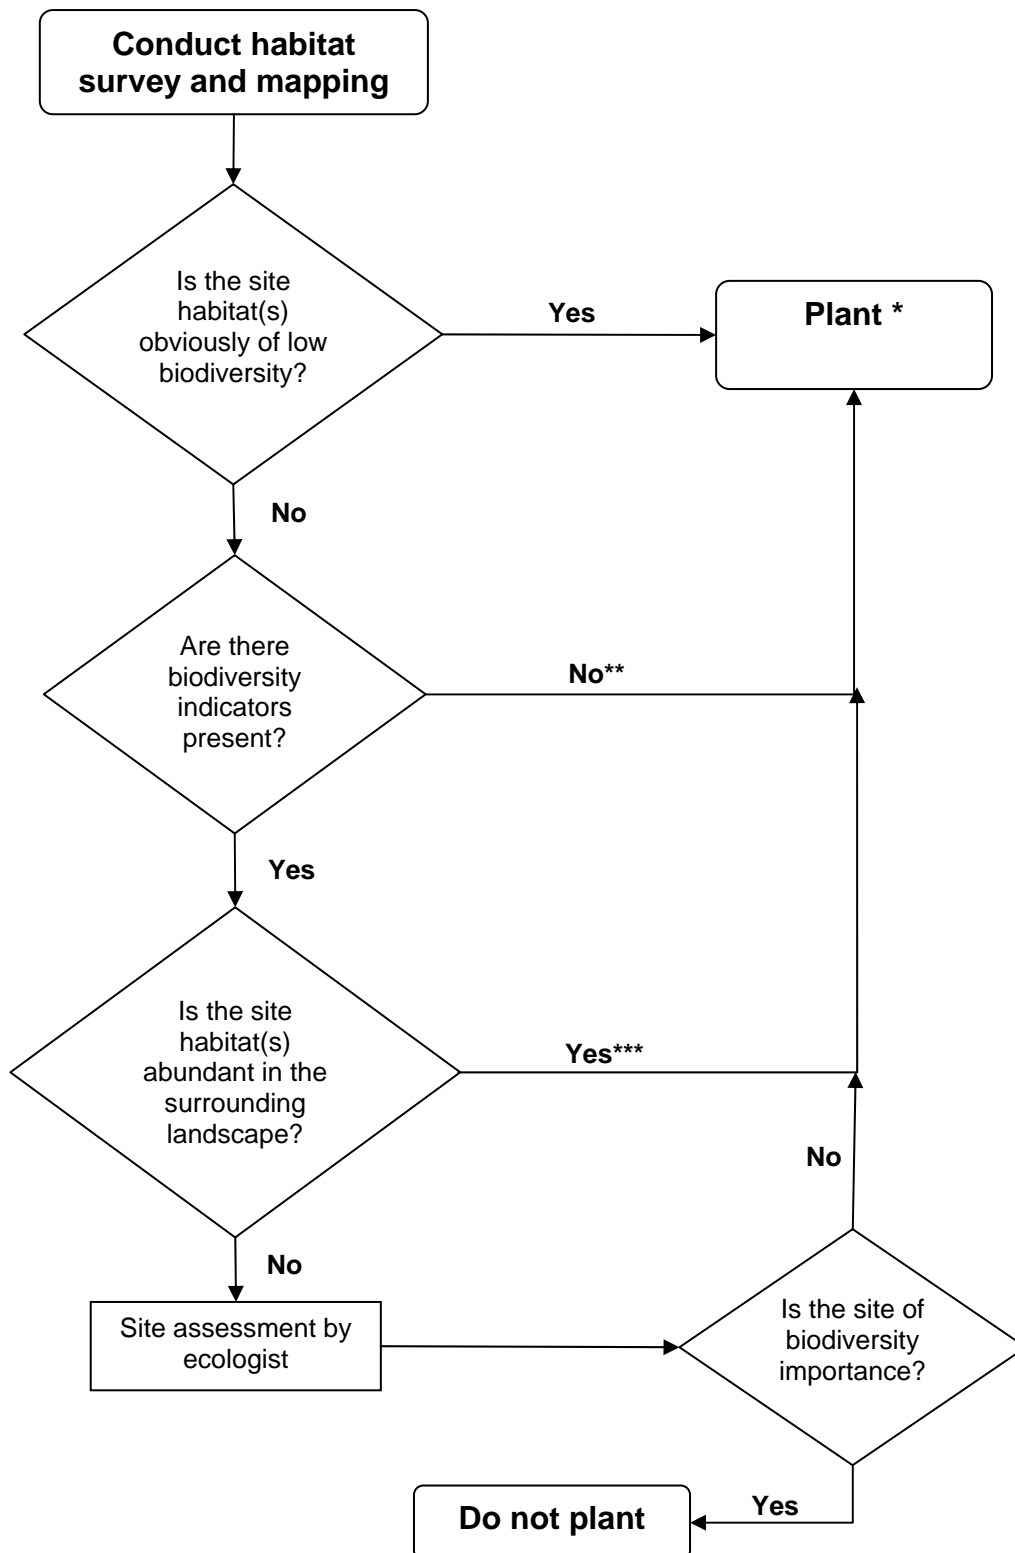 Conduct habitat
survey and mapping
Is the site
habitat(s)
obviously of low
biodiversity?
Yes
Plant *
No
Are there
biodiversity
indicators
present?
No**
Yes
Is the site
habitat(s)
abundant in the
surrounding
landscape?
Yes***
No
No
Site assessment by
ecologist
Is the site of
biodiversity
importance?
Yes
Do not plant